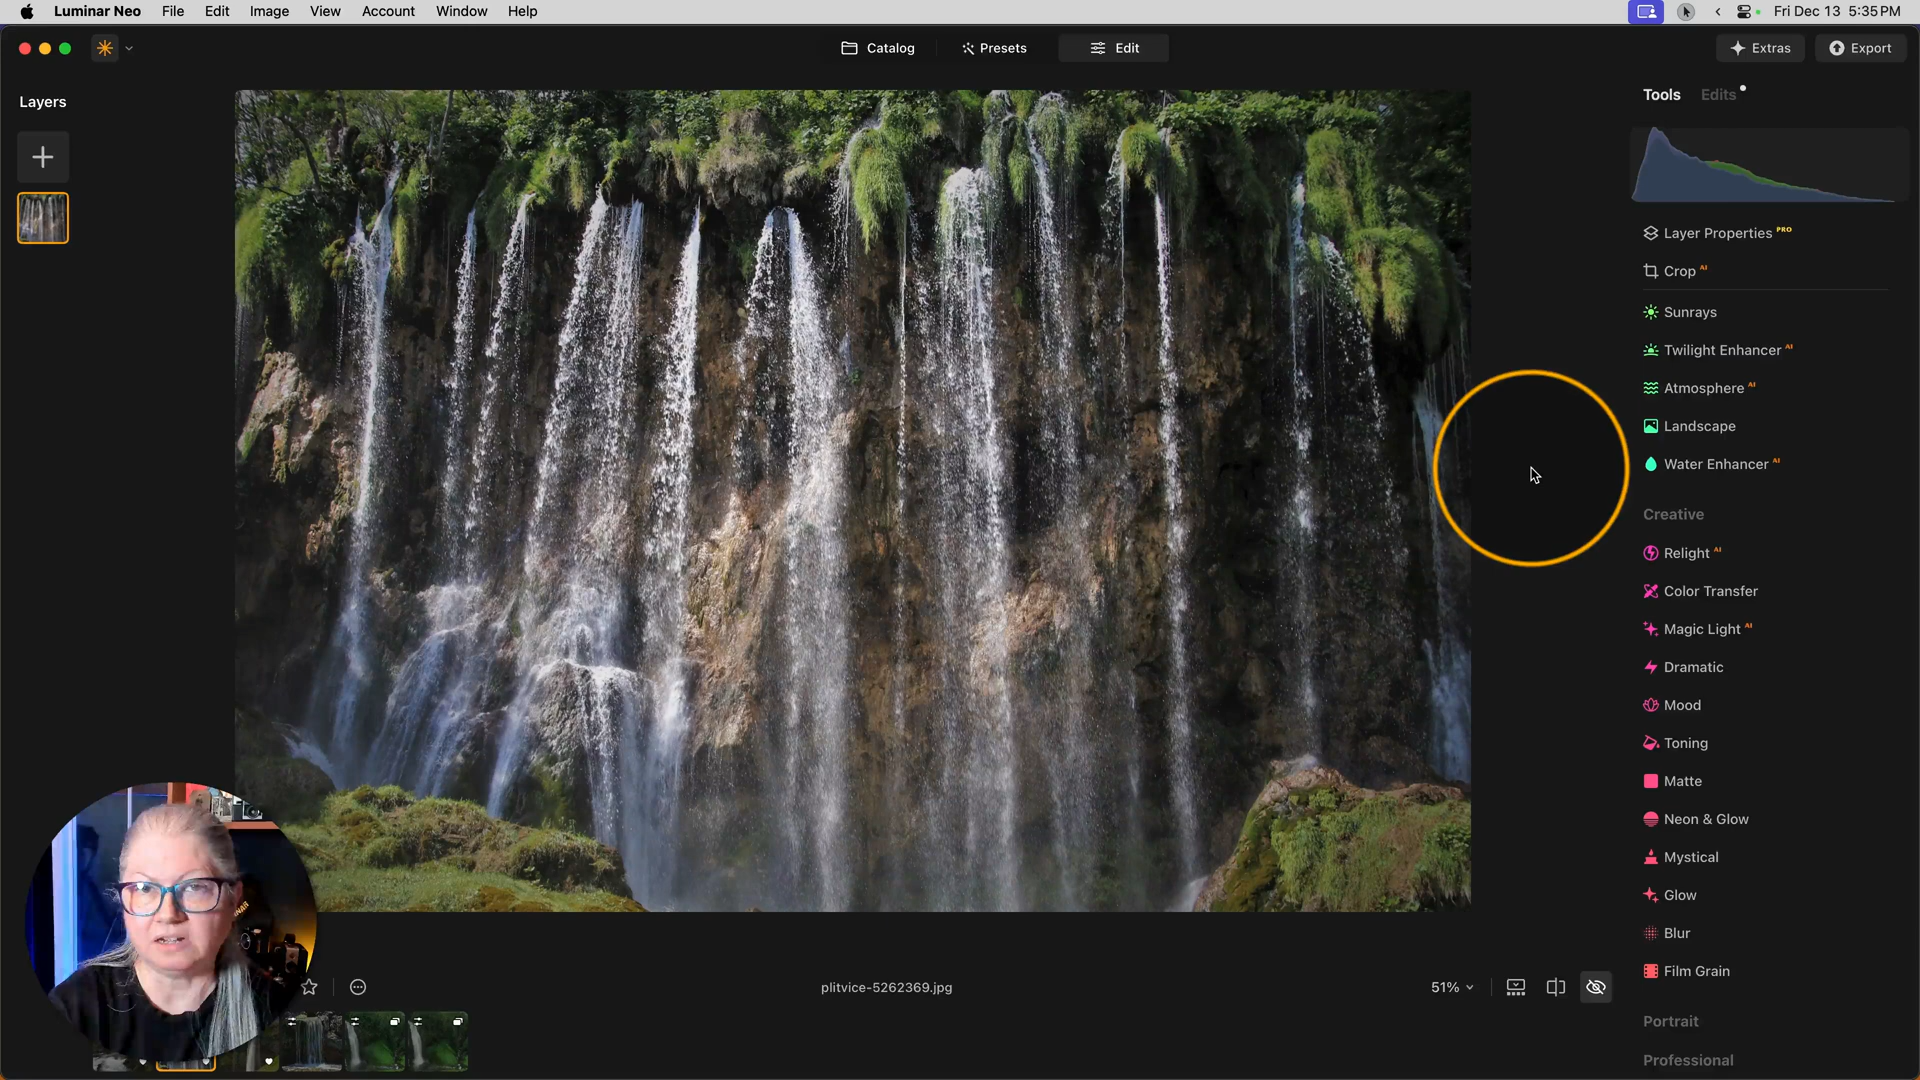 Luminar Neo File Edit Image View Account Window Help Fri Dec 13 5:35 PM
Catalog Presets Edit Extras Export
Layers
Tools Edits
Layer Properties PRO
Crop AI
Sunrays
Twilight Enhancer AI
Atmosphere AI
Landscape
Water Enhancer AI
Creative
Relight AI
Color Transfer
Magic Light AI
Dramatic
Mood
Toning
Matte
Neon & Glow
Mystical
Glow
Blur
Film Grain
Portrait
Professional
plitvice-5262369.jpg 51%